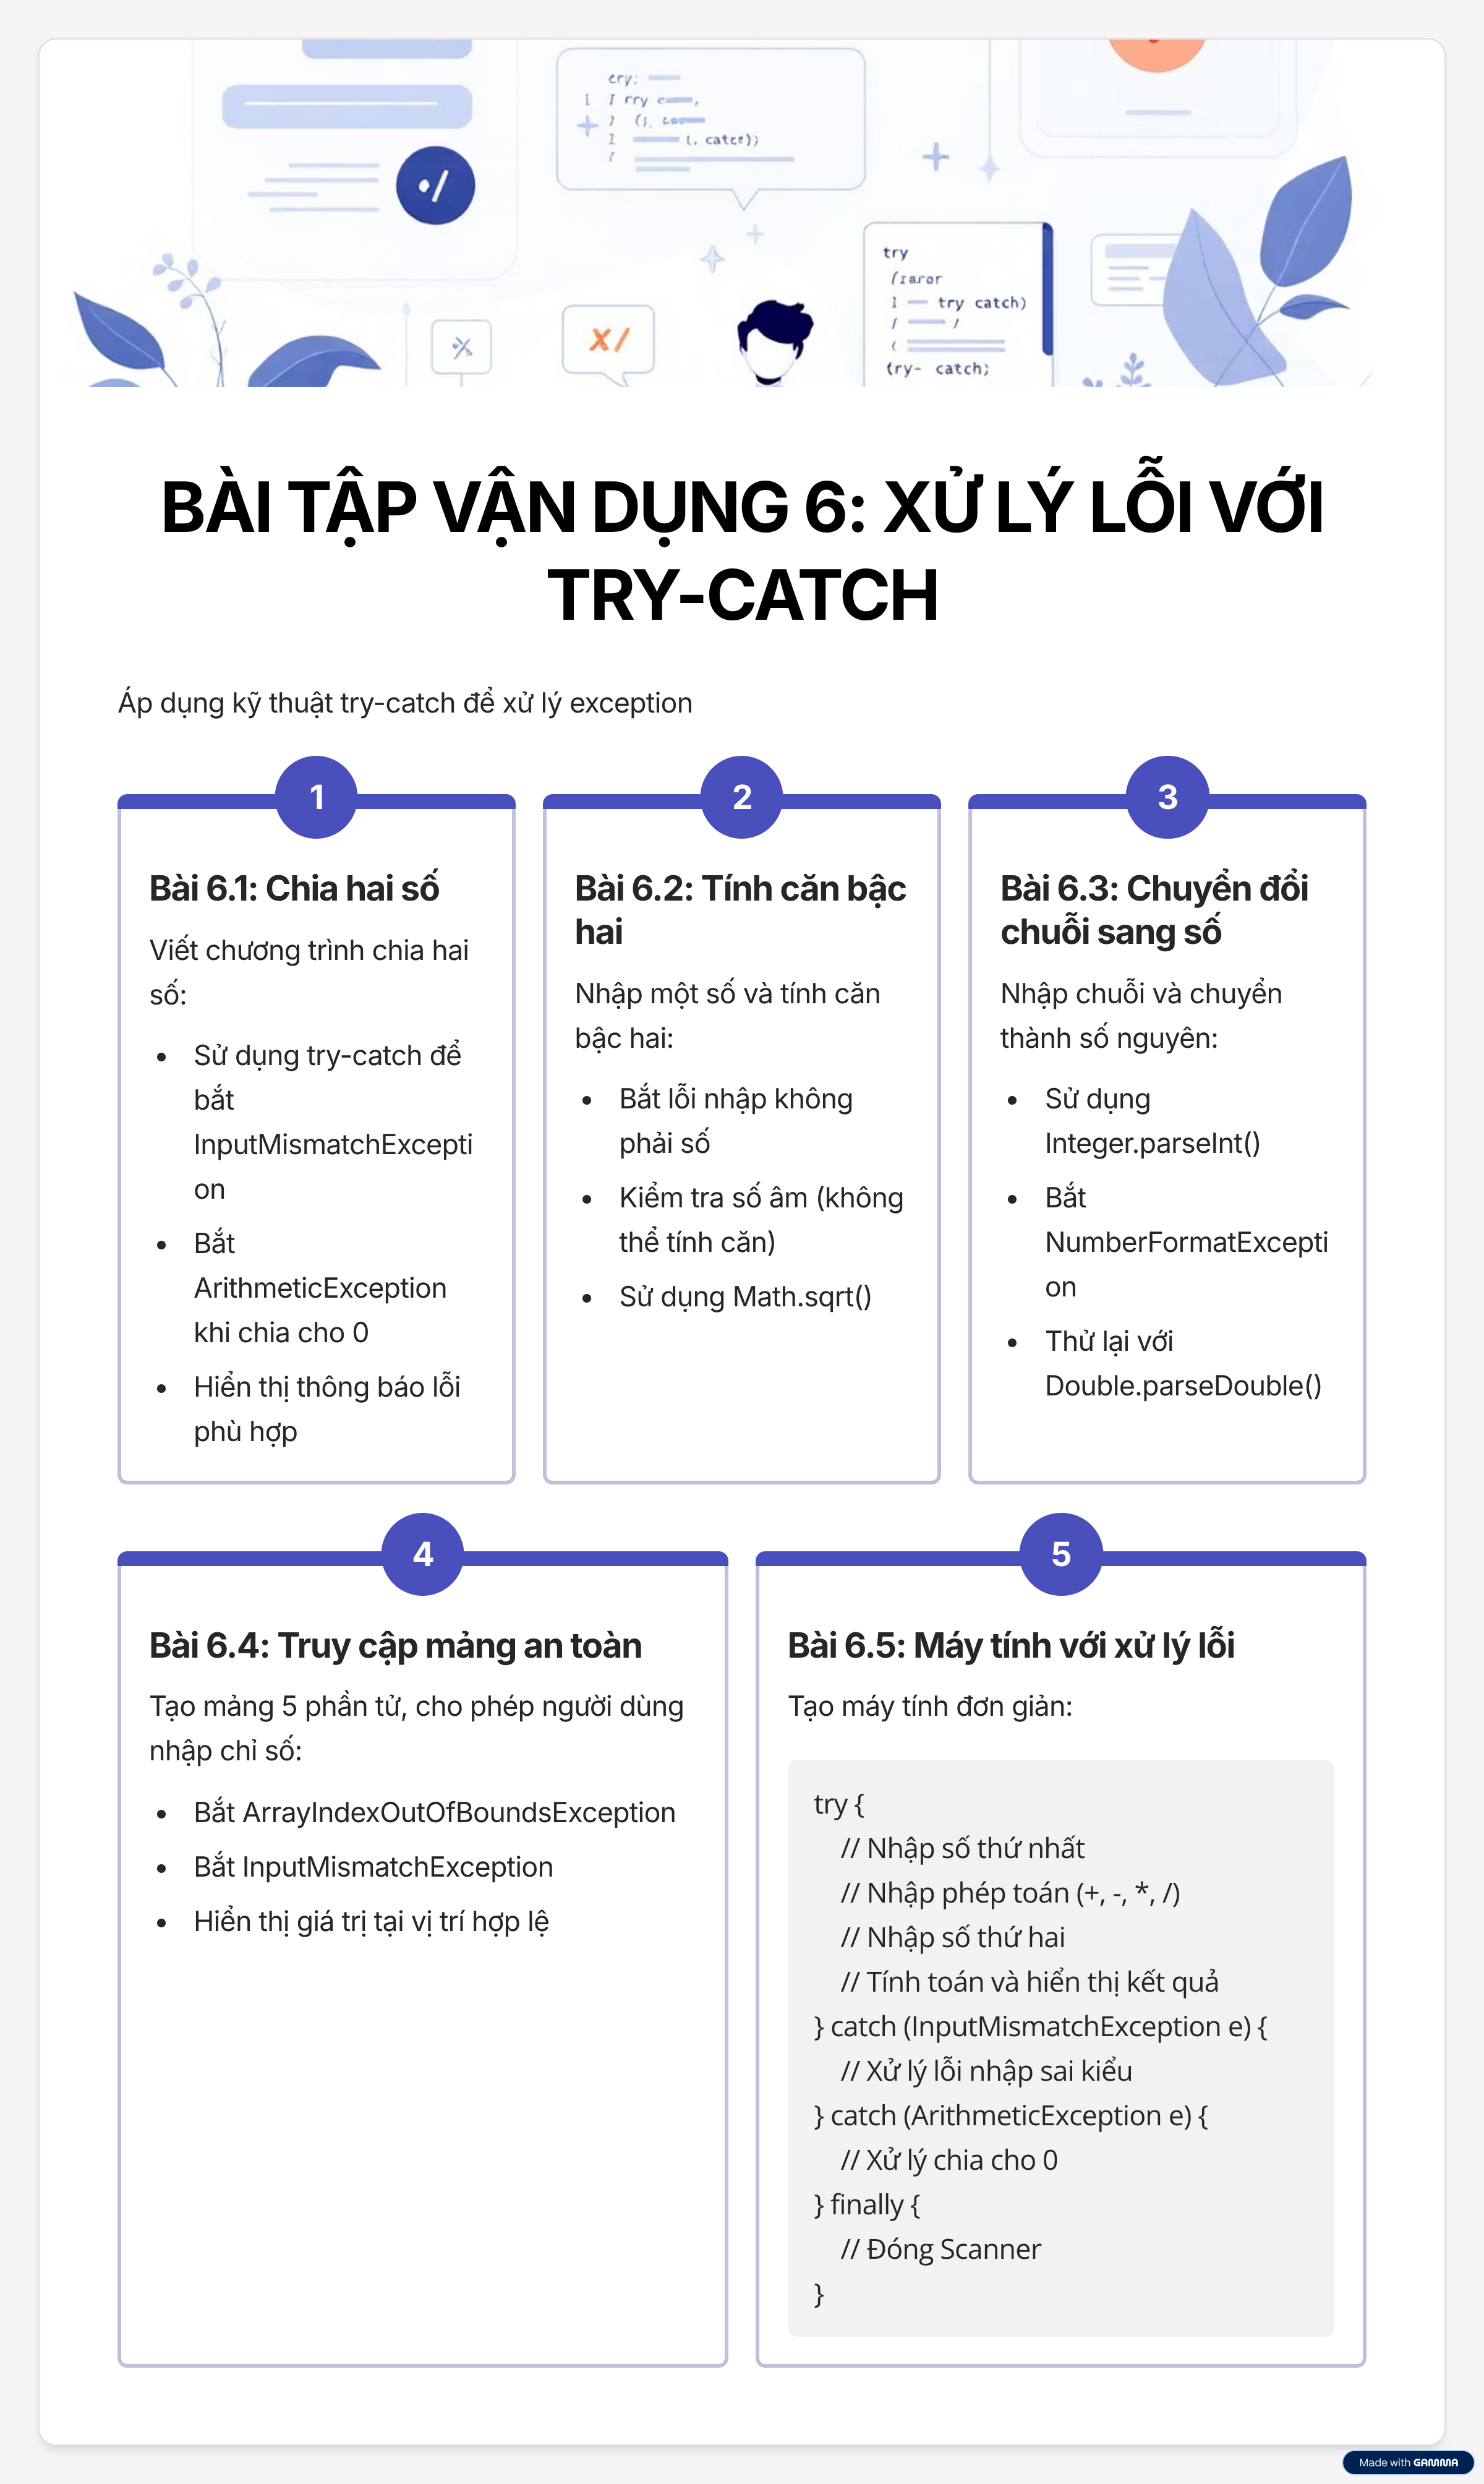 cry:
try
try catch)
catch;
X/
BÀI TẬP VẬN DỤNG 6: XỬ LÝ LỖI VỚI
TRY-CATCH
Áp dụng kỹ thuật try-catch để xử lý exception
1
Bài 6.1: Chia hai số
Viết chương trình chia hai
số:
• Sử dụng try-catch để
bắt
InputMismatchExcepti
on
• Bắt
ArithmeticException
khi chia cho 0
• Hiển thị thông báo lỗi
phù hợp
2
Bài 6.2: Tính căn bậc
hai
Nhập một số và tính căn
bậc hai:
• Bắt lỗi nhập không
phải số
• Kiểm tra số âm (không
thể tính căn)
• Sử dụng Math.sqrt()
3
Bài 6.3: Chuyển đổi
chuỗi sang số
Nhập chuỗi và chuyển
thành số nguyên:
• Sử dụng
Integer.parseInt()
• Bắt
NumberFormatExcepti
on
• Thử lại với
Double.parseDouble()
4
Bài 6.4: Truy cập mảng an toàn
Tạo mảng 5 phần tử, cho phép người dùng
nhập chỉ số:
• Bắt ArrayIndexOutOfBoundsException
• Bắt InputMismatchException
• Hiển thị giá trị tại vị trí hợp lệ
5
Bài 6.5: Máy tính với xử lý lỗi
Tạo máy tính đơn giản:
try {
// Nhập số thứ nhất
// Nhập phép toán (+, -, *, /)
// Nhập số thứ hai
// Tính toán và hiển thị kết quả
} catch (InputMismatchException e) {
// Xử lý lỗi nhập sai kiểu
} catch (ArithmeticException e) {
// Xử lý chia cho 0
} finally {
// Đóng Scanner
}
Made with GAMMA